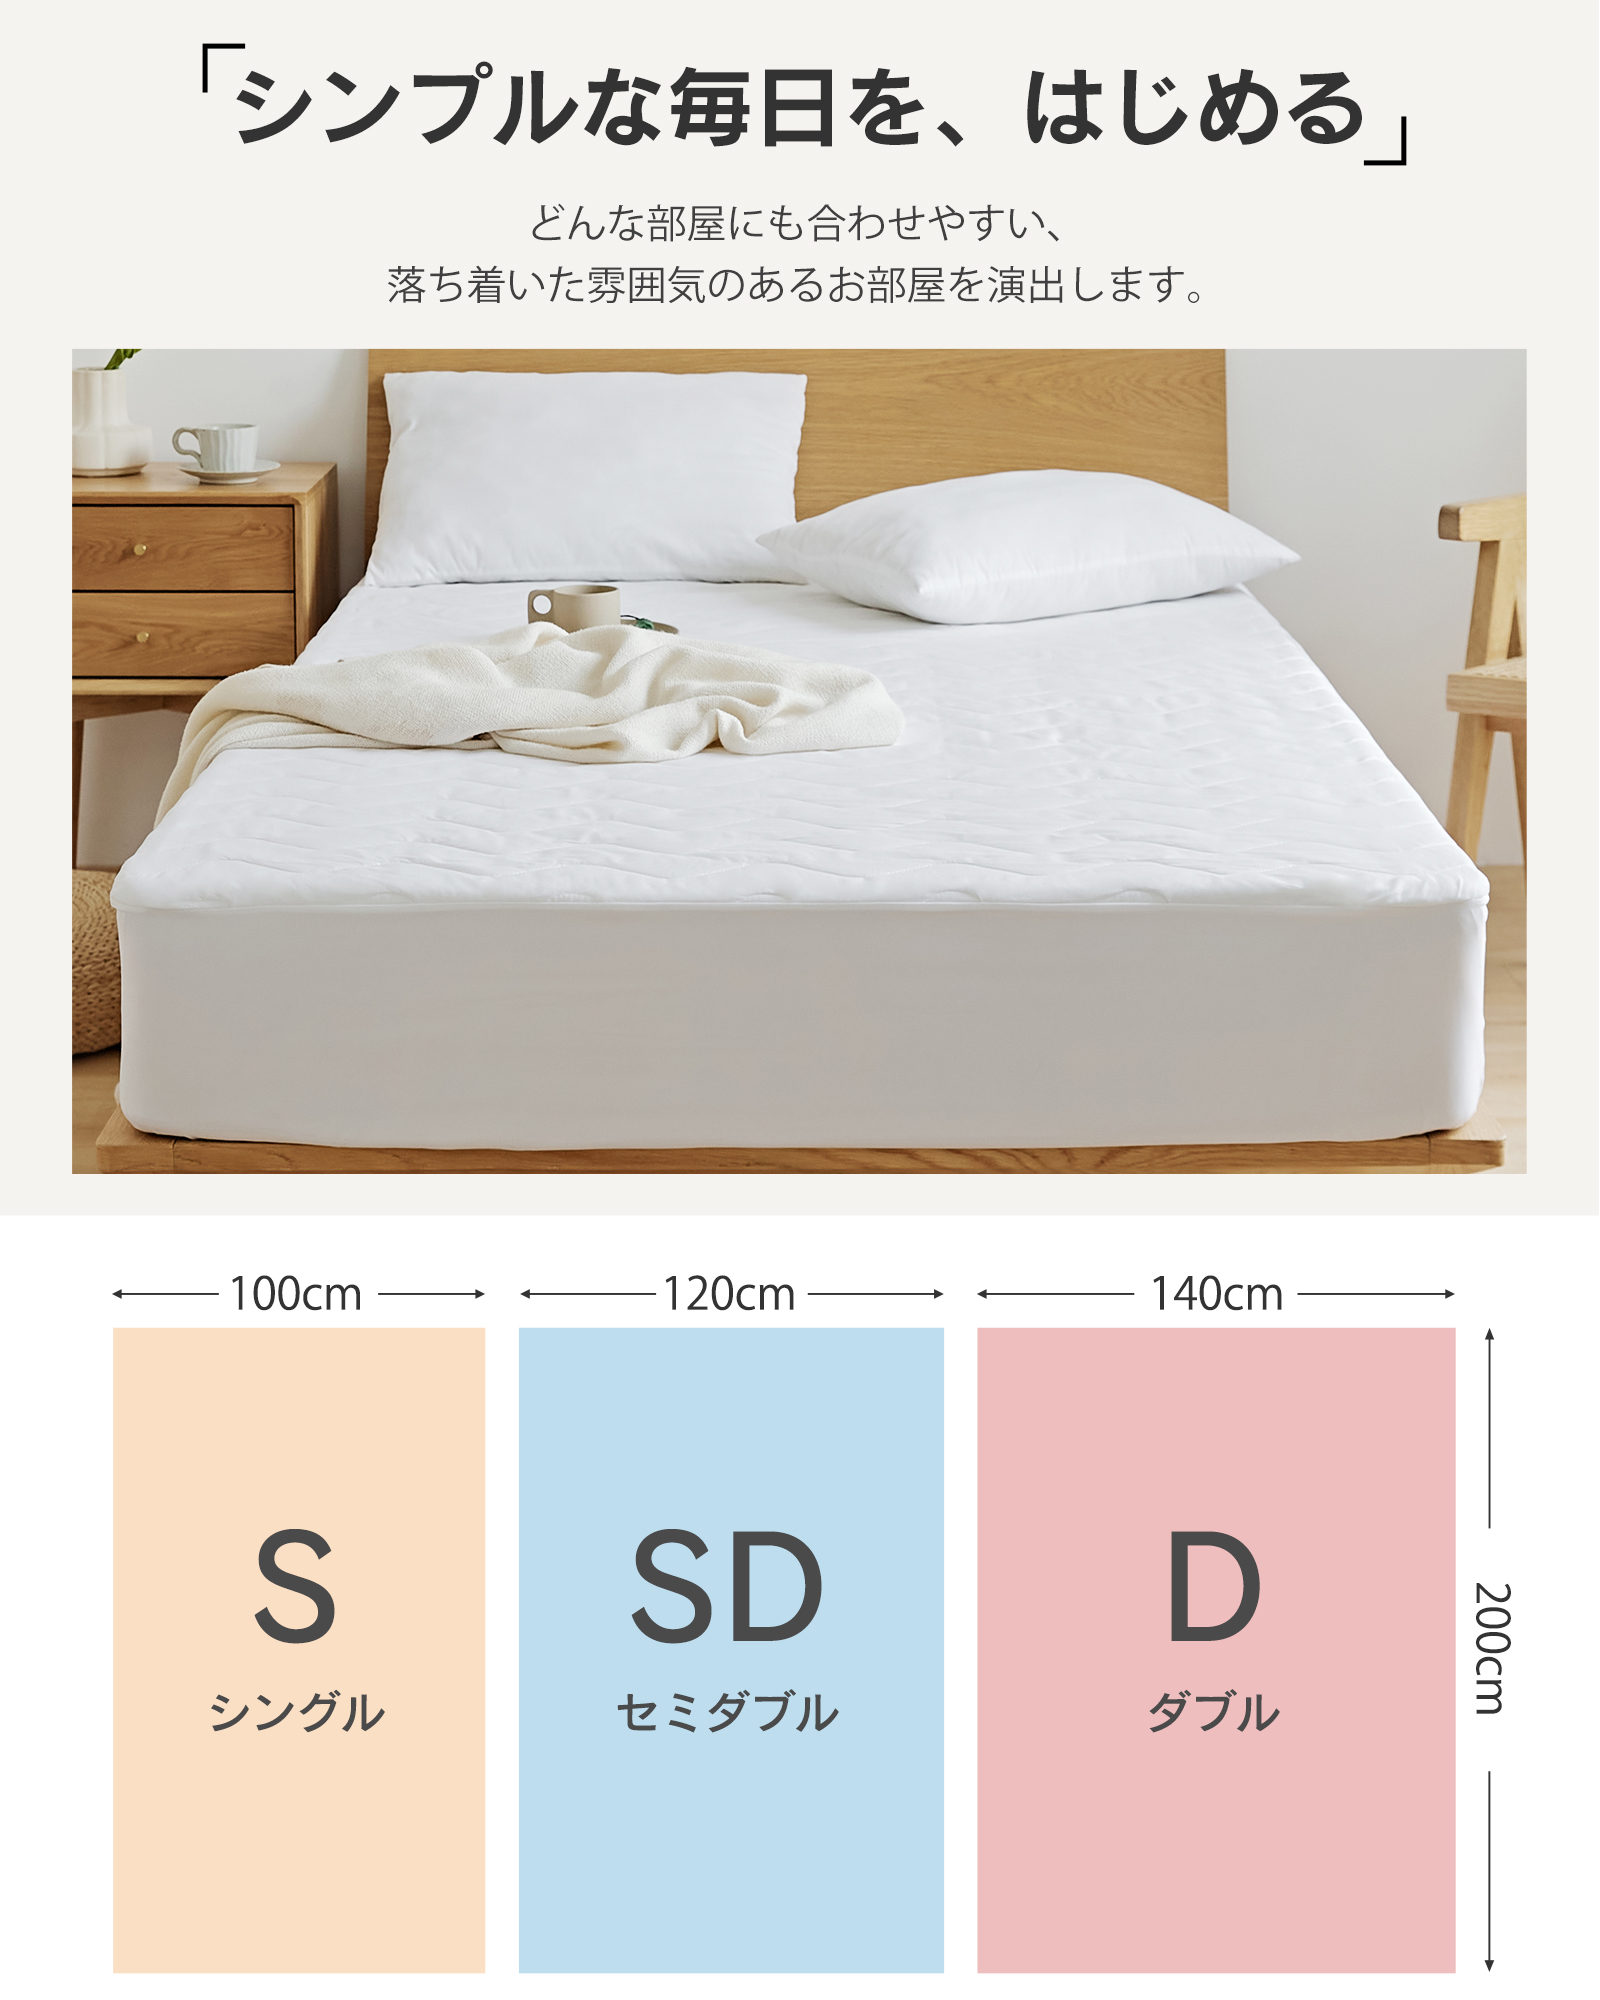 「シンプルな毎日を、はじめる」
どんな部屋にも合わせやすい、
落ち着いた雰囲気のあるお部屋を演出します。
100cm
120cm
140cm
S
シングル
SD
セミダブル
D
ダブル
200cm